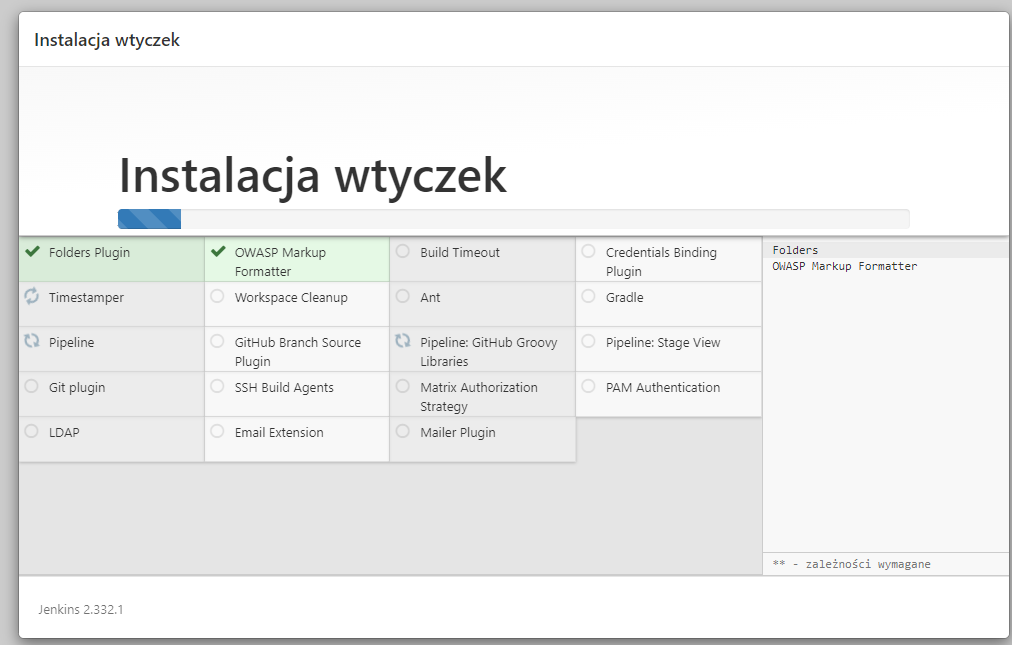 Instalacja wtyczek
Instalacja wtyczek
Folders Plugin
OWASP Markup
Formatter
Build Timeout
Credentials Binding
Plugin
Timestamper
Workspace Cleanup
Ant
Gradle
Pipeline
GitHub Branch Source
Plugin
Pipeline: GitHub Groovy
Libraries
Pipeline: Stage View
Git plugin
SSH Build Agents
Matrix Authorization
Strategy
PAM Authentication
LDAP
Email Extension
Mailer Plugin
Folders
OWASP Markup Formatter
** - zależności wymagane
Jenkins 2.332.1